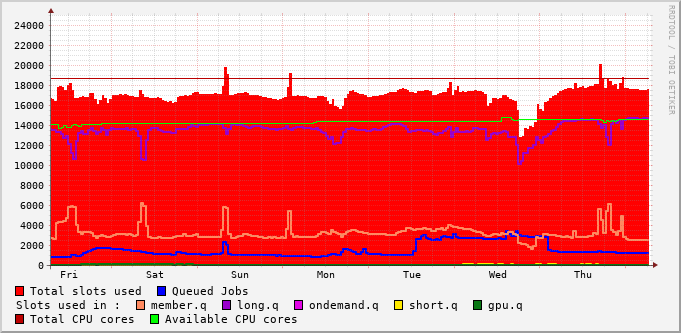 24000
22000
20000
18000
16000
14000
12000
10000
8000
6000
4000
2000
0
Fri Sat Sun Mon Tue Wed Thu
RRDTOOL / TOBI OETIKER
Total slots used Queued Jobs
Slots used in : member.q long.q ondemand.q short.q gpu.q
Total CPU cores Available CPU cores